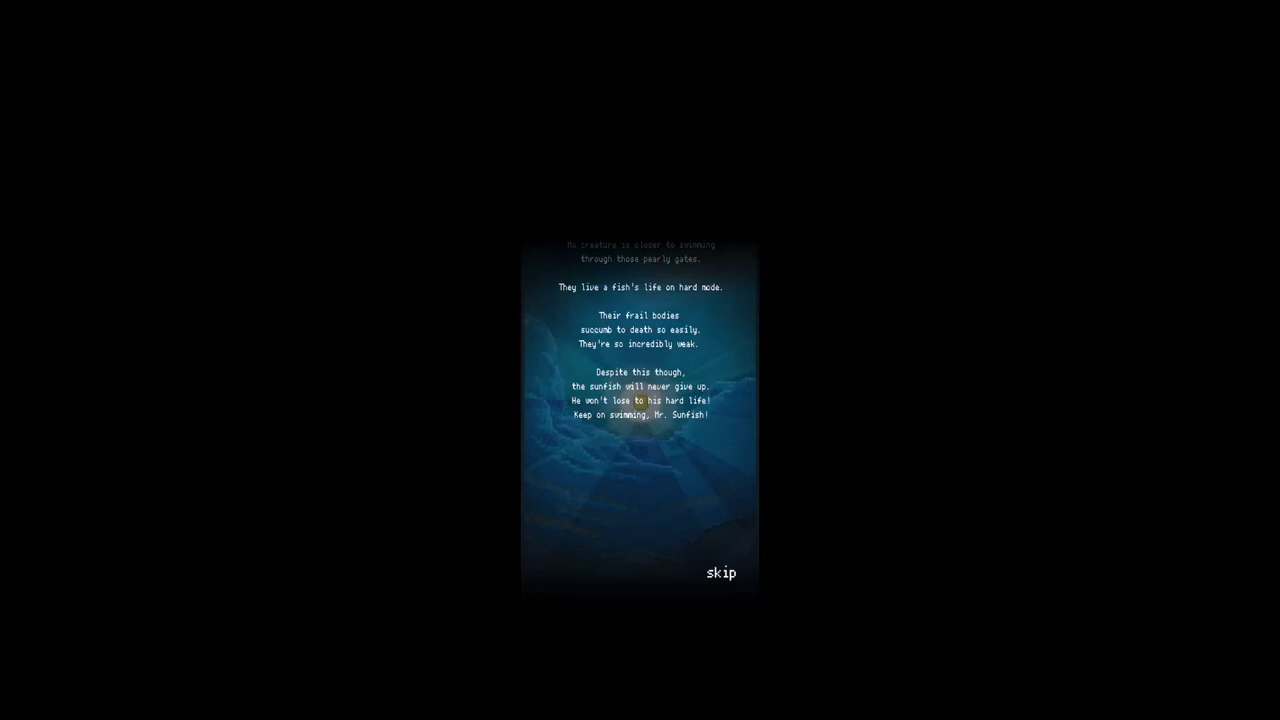 No creature is closer to swimming
through those pearly gates.
They live a fish's life on hard mode.
Their frail bodies
succumb to death so easily.
They're so incredibly weak.
Despite this though,
the sunfish will never give up.
He won't lose to his hard life!
Keep on swimming, Mr. Sunfish!
skip